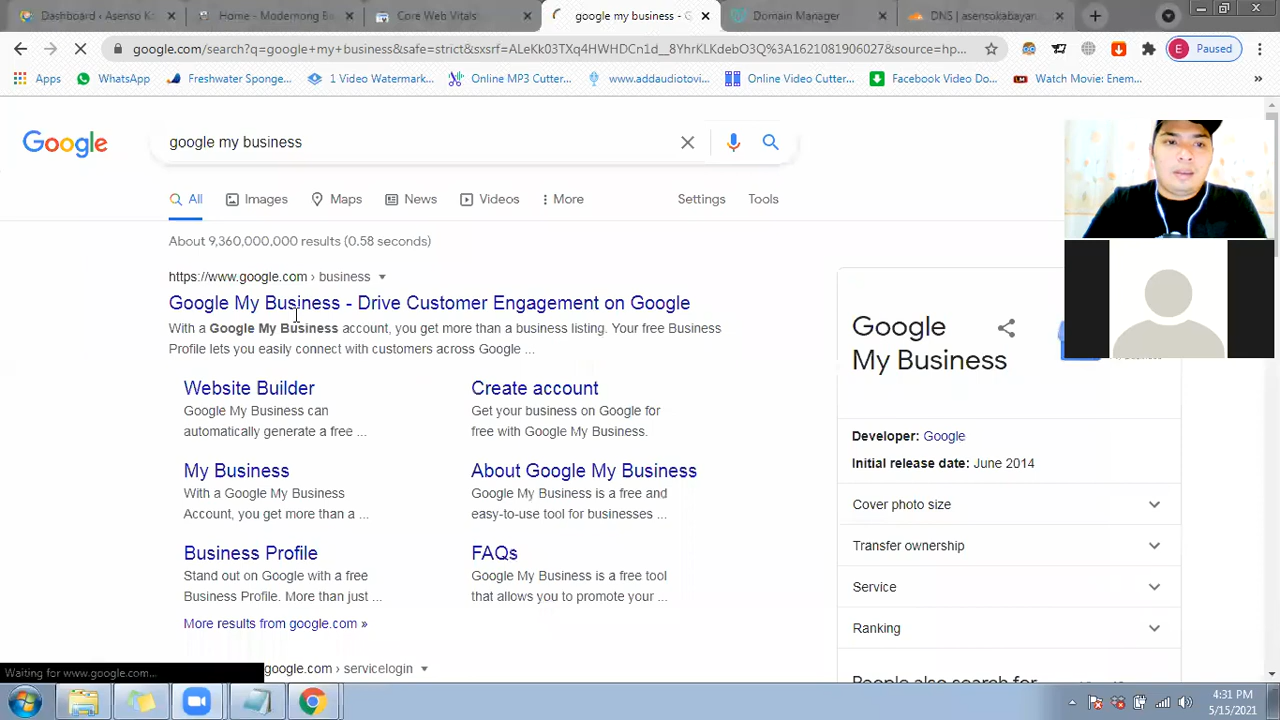 Dashboard ‹ Asenso K
Home - Modernong B
Core Web Vitals
google my business - G
Domain Manager
DNS | asensokabayan
google.com/search?q=google+my+business&safe=strict&sxsrf=ALeKk03TXq4HWHDCn1d__8YhrKLKtebO3Q%3A1621081906027&source=hp...
E Paused
Apps
WhatsApp
Freshwater Sponge...
1 Video Watermark...
Online MP3 Cutter...
www.addaudiotovi...
Online Video Cutter...
Facebook Video Do...
Watch Movie: Enem...
»
Google
google my business
All
Images
Maps
News
Videos
More
Settings
Tools
About 9,360,000,000 results (0.58 seconds)
https://www.google.com › business
Google My Business - Drive Customer Engagement on Google
With a Google My Business account, you get more than a business listing. Your free Business
Profile lets you easily connect with customers across Google ...
Website Builder
Google My Business can
automatically generate a free ...
Create account
Get your business on Google for
free with Google My Business.
My Business
With a Google My Business
Account, you get more than a ...
About Google My Business
Google My Business is a free and
easy-to-use tool for businesses ...
Business Profile
Stand out on Google with a free
Business Profile. More than just ...
FAQs
Google My Business is a free tool
that allows you to promote your ...
More results from google.com »
google.com › servicelogin
Google
My Business
Developer: Google
Initial release date: June 2014
Cover photo size
Transfer ownership
Service
Ranking
People also search for
Waiting for www.google.com...
4:31 PM
5/15/2021